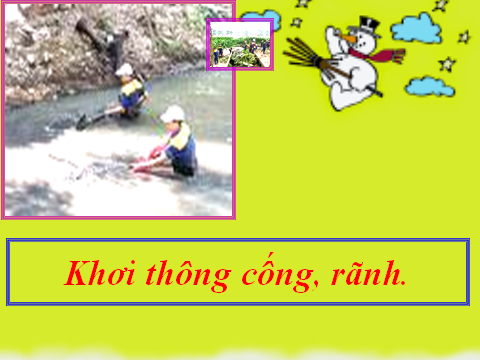 Khơi thông cống, rãnh.